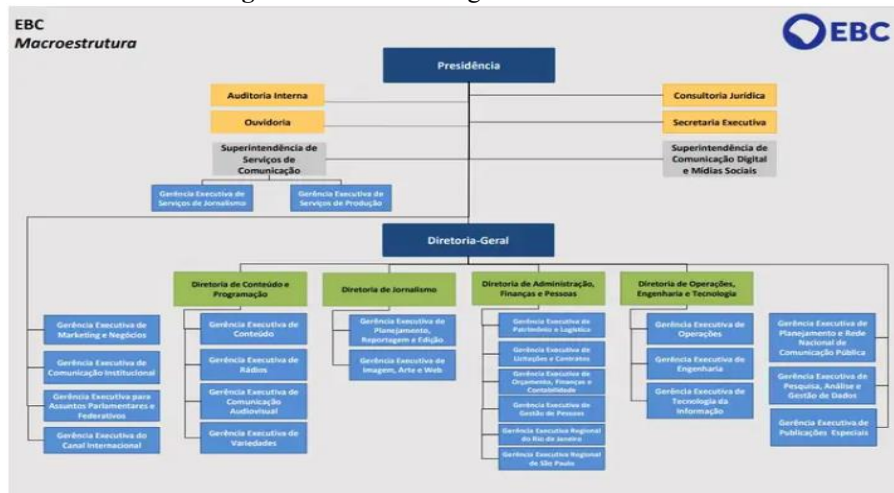 EBC
Macroestrutura
EBC
Presidência
Auditoria Interna
Consultoria Jurídica
Ouvidoria
Secretaria Executiva
Superintendência de
Serviços de
Comunicação
Superintendência de
Comunicação Digital
e Mídias Sociais
Gerência Executiva de
Serviços de Jornalismo
Gerência Executiva de
Serviços de Produção
Diretoria-Geral
Diretoria de Conteúdo e
Programação
Diretoria de Jornalismo
Diretoria de Administração,
Finanças e Pessoas
Diretoria de Operações,
Engenharia e Tecnologia
Gerência Executiva de
Marketing e Negócios
Gerência Executiva de
Comunicação Institucional
Gerência Executiva para
Assuntos Parlamentares e
Federativos
Gerência Executiva do
Canal Internacional
Gerência Executiva de
Conteúdo
Gerência Executiva de
Rádios
Gerência Executiva de
Comunicação
Audiovisual
Gerência Executiva de
Variedades
Gerência Executiva de
Planejamento,
Reportagem e Edição
Gerência Executiva de
Imagem, Arte e Web
Gerência Executiva de
Patrimônio e Logística
Gerência Executiva de
Licitações e Contratos
Gerência Executiva de
Orçamento, Finanças e
Contabilidade
Gerência Executiva de
Gestão de Pessoas
Gerência Executiva Regional
do Rio de Janeiro
Gerência Executiva Regional
de São Paulo
Gerência Executiva de
Operações
Gerência Executiva de
Engenharia
Gerência Executiva de
Tecnologia da
Informação
Gerência Executiva de
Planejamento e Rede
Nacional de
Comunicação Pública
Gerência Executiva de
Pesquisa, Análise e
Gestão de Dados
Gerência Executiva de
Publicações Especiais